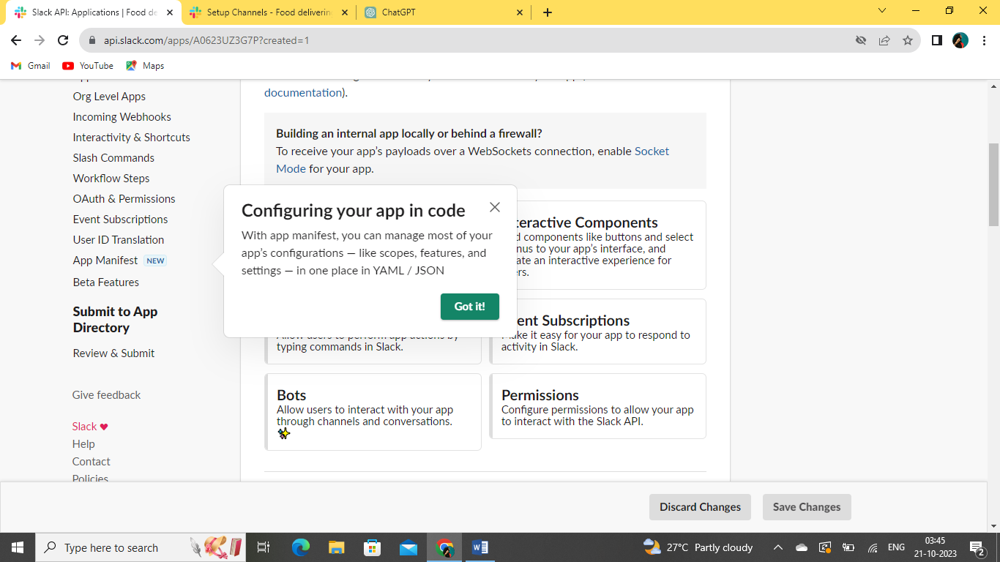 Slack API: Applications | Food de
Setup Channels - Food deliverin
ChatGPT
api.slack.com/apps/A0623UZ3G7P?created=1
Gmail
YouTube
Maps
Org Level Apps
Incoming Webhooks
Interactivity & Shortcuts
Slash Commands
Workflow Steps
OAuth & Permissions
Event Subscriptions
User ID Translation
App Manifest NEW
Beta Features
Submit to App
Directory
Review & Submit
Give feedback
Slack
Help
Contact
Policies
documentation).
Building an internal app locally or behind a firewall?
To receive your app's payloads over a WebSockets connection, enable Socket
Mode for your app.
Configuring your app in code
With app manifest, you can manage most of your
app's configurations — like scopes, features, and
settings — in one place in YAML / JSON
Got it!
teractive Components
d components like buttons and select
nus to your app's interface, and
ate an interactive experience for
ers.
Allow users to perform app actions by
typing commands in Slack.
ent Subscriptions
ake it easy for your app to respond to
activity in Slack.
Bots
Allow users to interact with your app
through channels and conversations.
Permissions
Configure permissions to allow your app
to interact with the Slack API.
Discard Changes
Save Changes
Type here to search
27°C Partly cloudy
ENG
03:45
21-10-2023
2